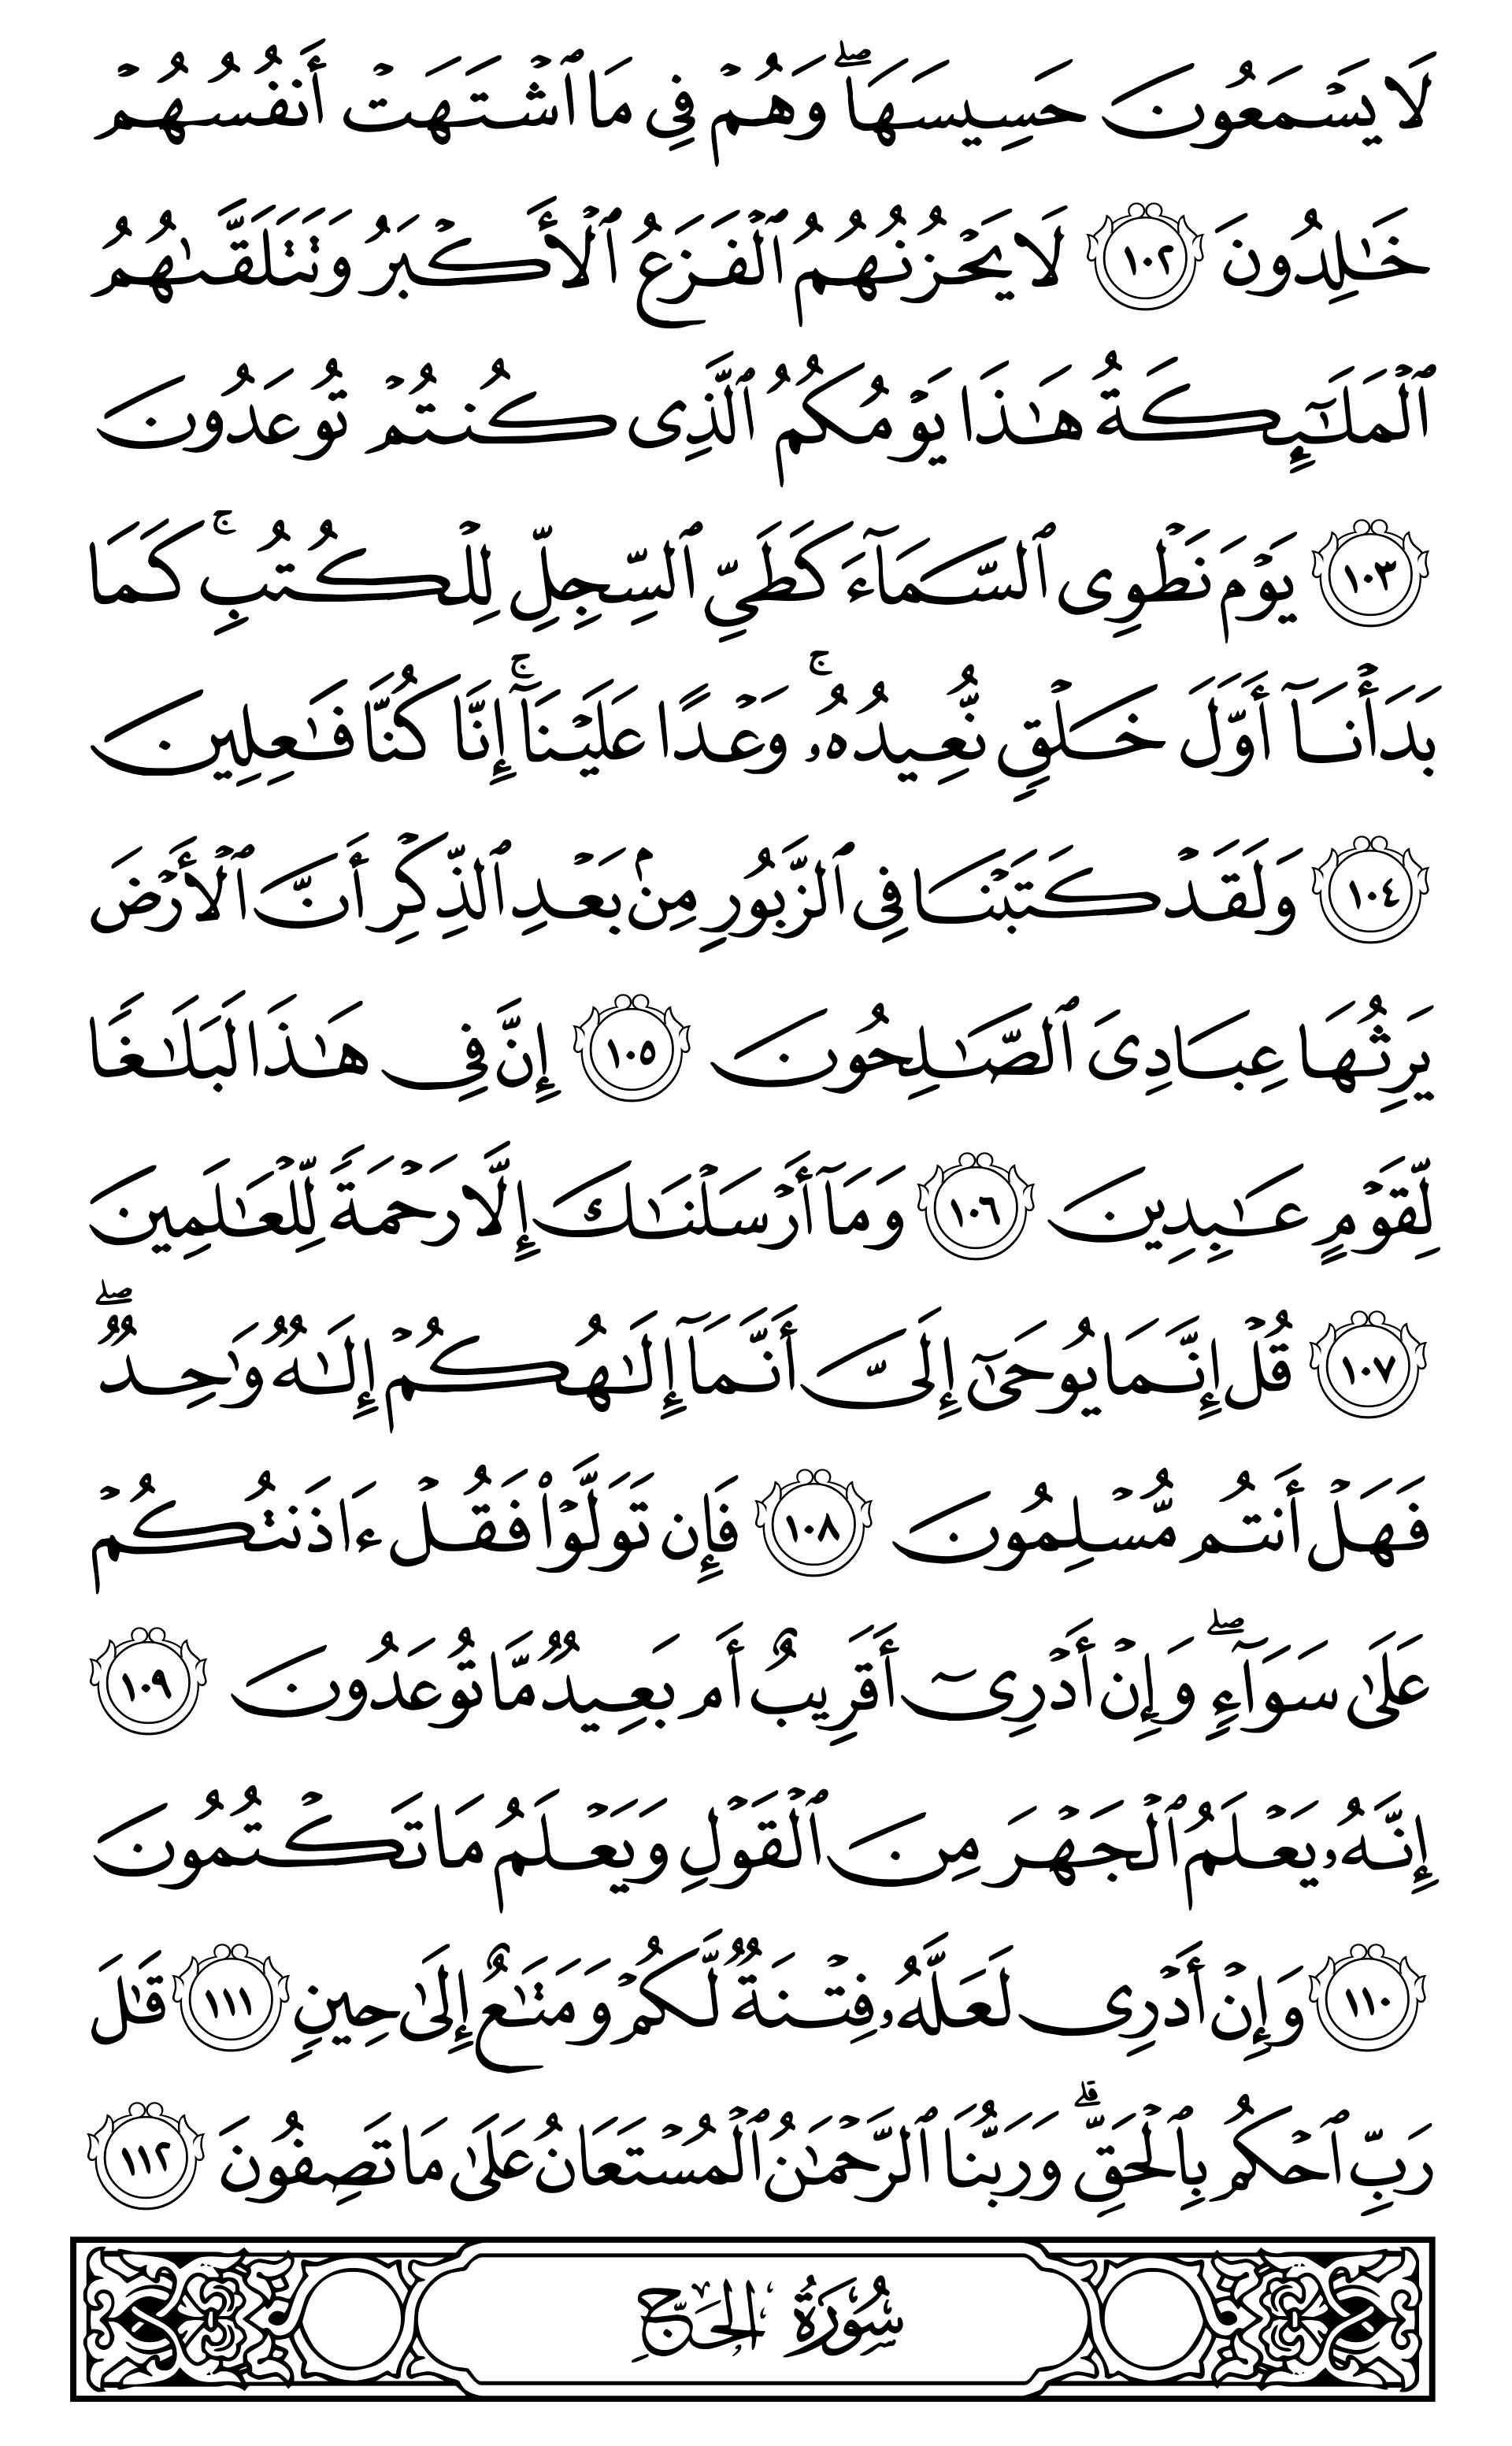 لَا يَسْمَعُونَ حَسِيسَهَا ۖ وَهُمْ فِي مَا ٱشْتَهَتْ أَنفُسُهُمْ
خَـٰلِدُونَ ١٠٢ لَا يَحْزُنُهُمُ ٱلْفَزَعُ ٱلْأَكْبَرُ وَتَتَلَقَّىٰهُمُ
ٱلْمَلَـٰٓئِكَةُ هَـٰذَا يَوْمُكُمُ ٱلَّذِى كُنتُمْ تُوعَدُونَ
١٠٣ يَوْمَ نَطْوِى ٱلسَّمَآءَ كَطَىِّ ٱلسِّجِلِّ لِلْكُتُبِ ۚ كَمَا
بَدَأْنَآ أَوَّلَ خَلْقٍ نُّعِيدُهُۥ ۚ وَعْدًا عَلَيْنَآ ۚ إِنَّا كُنَّا فَـٰعِلِينَ
١٠٤ وَلَقَدْ كَتَبْنَا فِى ٱلزَّبُورِ مِنۢ بَعْدِ ٱلذِّكْرِ أَنَّ ٱلْأَرْضَ
يَرِثُهَا عِبَادِىَ ٱلصَّـٰلِحُونَ ١٠٥ إِنَّ فِى هَـٰذَا لَبَلَـٰغًا
لِّقَوْمٍ عَـٰبِدِينَ ١٠٦ وَمَآ أَرْسَلْنَـٰكَ إِلَّا رَحْمَةً لِّلْعَـٰلَمِينَ
١٠٧ قُلْ إِنَّمَا يُوحَىٰٓ إِلَىَّ أَنَّمَآ إِلَـٰهُكُمْ إِلَـٰهٌ وَٰحِدٌ ۖ
فَهَلْ أَنتُم مُّسْلِمُونَ ١٠٨ فَإِن تَوَلَّوْا۟ فَقُلْ ءَاذَنتُكُمْ
عَلَىٰ سَوَآءٍ ۖ وَإِنْ أَدْرِىٓ أَقَرِيبٌ أَم بَعِيدٌ مَّا تُوعَدُونَ ١٠٩
إِنَّهُۥ يَعْلَمُ ٱلْجَهْرَ مِنَ ٱلْقَوْلِ وَيَعْلَمُ مَا تَكْتُمُونَ
١١٠ وَإِنْ أَدْرِى لَعَلَّهُۥ فِتْنَةٌ لَّكُمْ وَمَتَـٰعٌ إِلَىٰ حِينٍ ١١١ قَـٰلَ
رَبِّ ٱحْكُم بِٱلْحَقِّ ۗ وَرَبُّنَا ٱلرَّحْمَـٰنُ ٱلْمُسْتَعَانُ عَلَىٰ مَا تَصِفُونَ ١١٢
سُورَةُ الحَجِّ